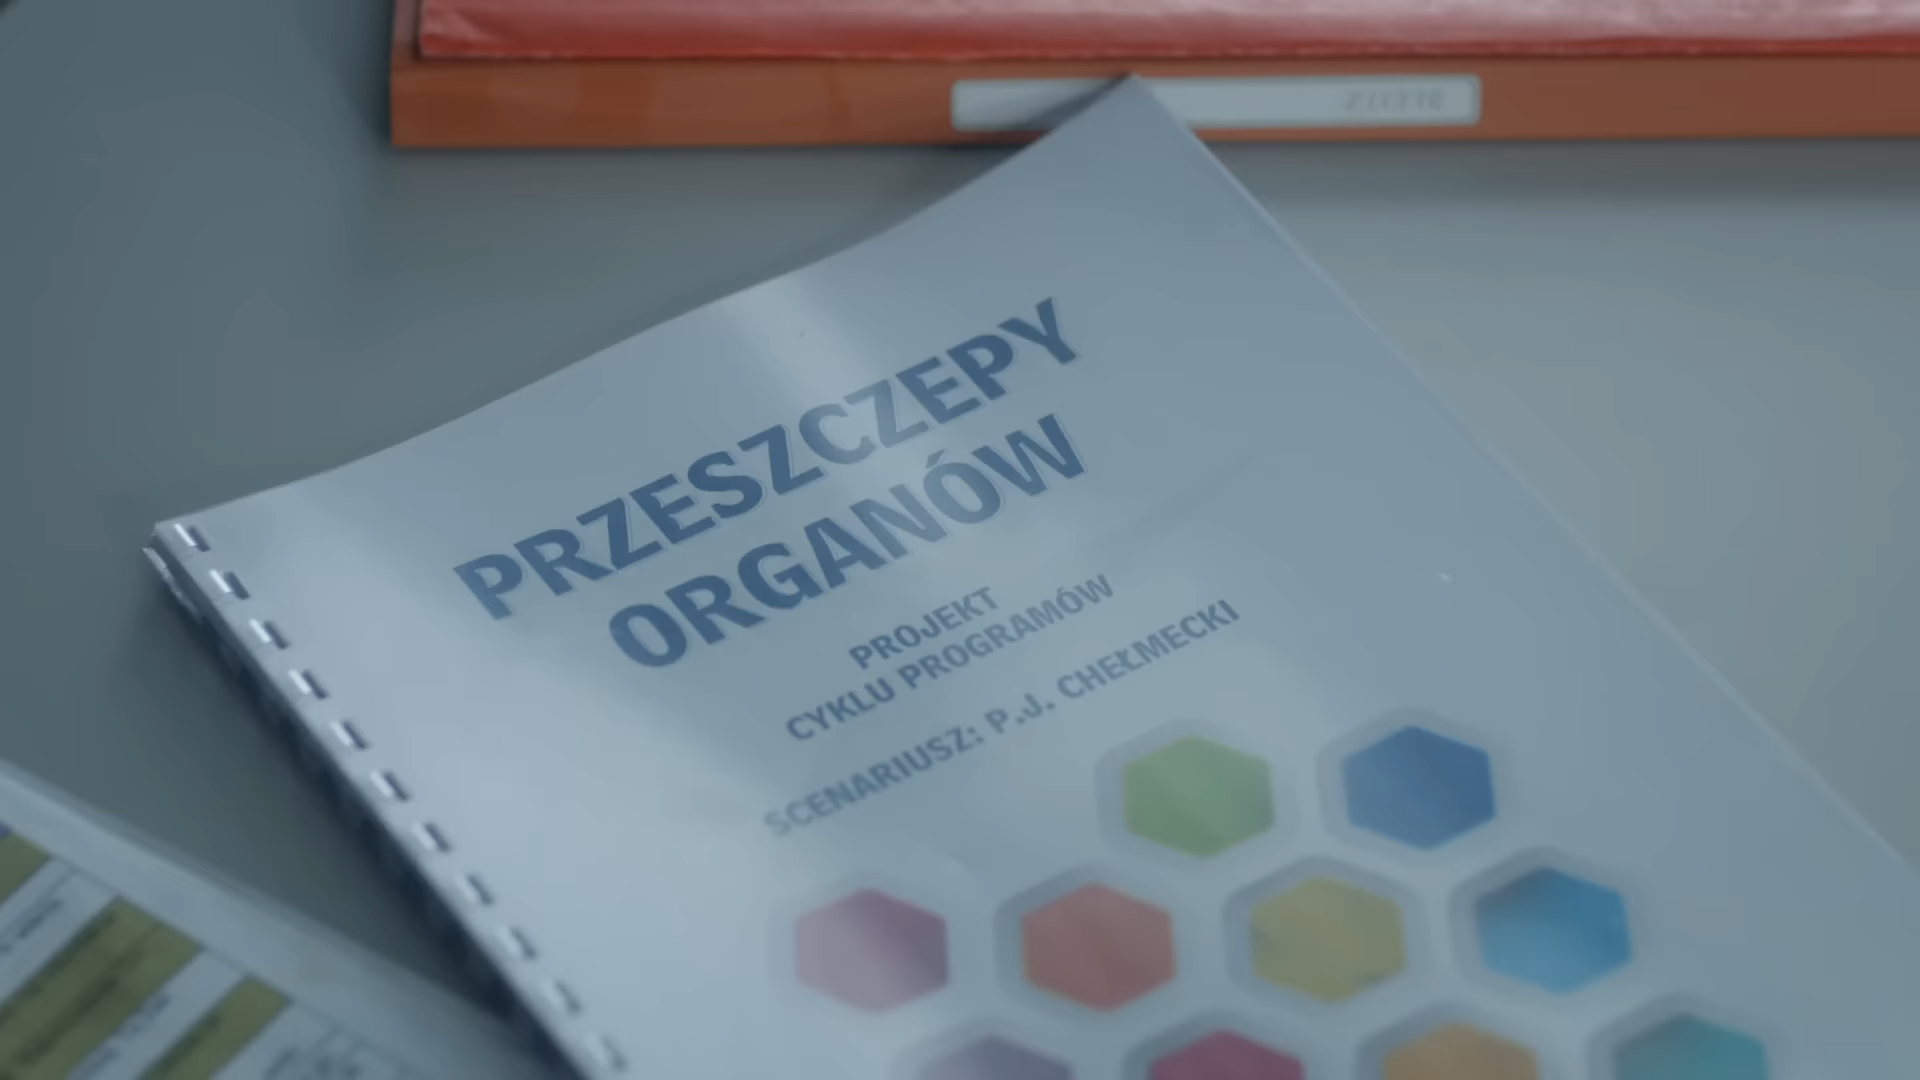 PRZESZCZEPY
ORGANÓW
PROJEKT
CYKLU PROGRAMÓW
SCENARIUSZ: P.J. CHEŁMECKI